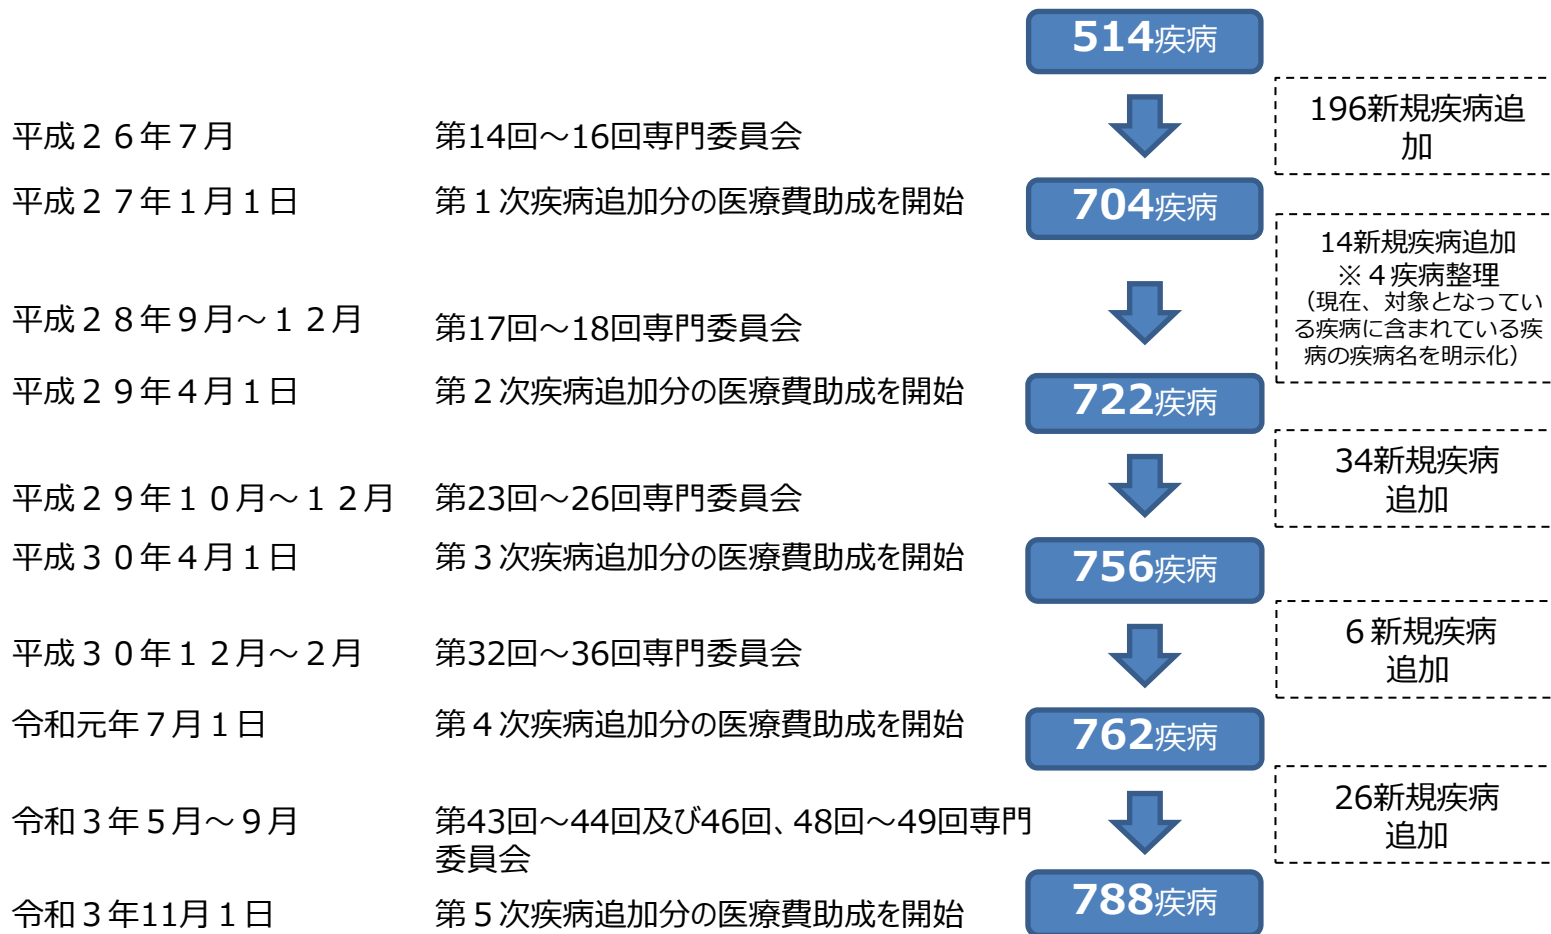 514疾病
196新規疾病追
加
平成２６年７月
第14回～16回専門委員会
平成２７年１月１日
第１次疾病追加分の医療費助成を開始
704疾病
14新規疾病追加
※４疾病整理
（現在、対象となってい
る疾病に含まれている疾
病の疾病名を明示化）
平成２８年９月～１２月
第17回～18回専門委員会
平成２９年４月１日
第２次疾病追加分の医療費助成を開始
722疾病
34新規疾病
追加
平成２９年１０月～１２月
第23回～26回専門委員会
平成３０年４月１日
第３次疾病追加分の医療費助成を開始
756疾病
６新規疾病
追加
平成３０年１２月～２月
第32回～36回専門委員会
令和元年７月１日
第４次疾病追加分の医療費助成を開始
762疾病
26新規疾病
追加
令和３年５月～９月
第43回～44回及び46回、48回～49回専門
委員会
令和３年11月１日
第５次疾病追加分の医療費助成を開始
788疾病